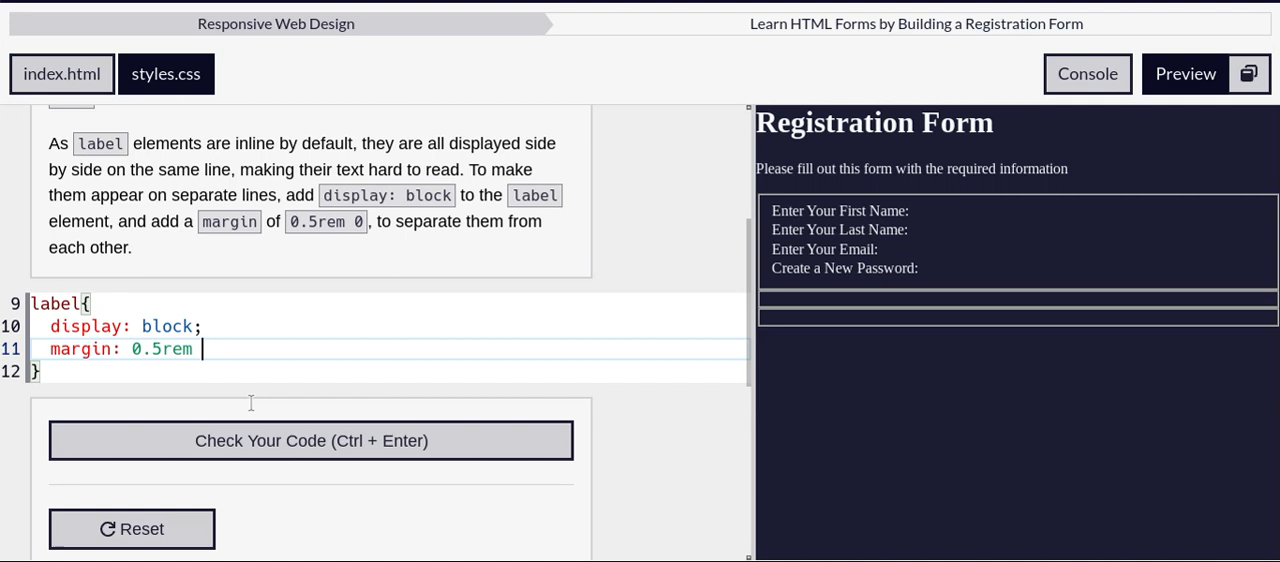 Responsive Web Design
Learn HTML Forms by Building a Registration Form
index.html
styles.css
Console
Preview
As label elements are inline by default, they are all displayed side
by side on the same line, making their text hard to read. To make
them appear on separate lines, add display: block to the label
element, and add a margin of 0.5rem 0, to separate them from
each other.
9 label{
10 display: block;
11 margin: 0.5rem
12 }
Check Your Code (Ctrl + Enter)
Reset
Registration Form
Please fill out this form with the required information
Enter Your First Name:
Enter Your Last Name:
Enter Your Email:
Create a New Password: